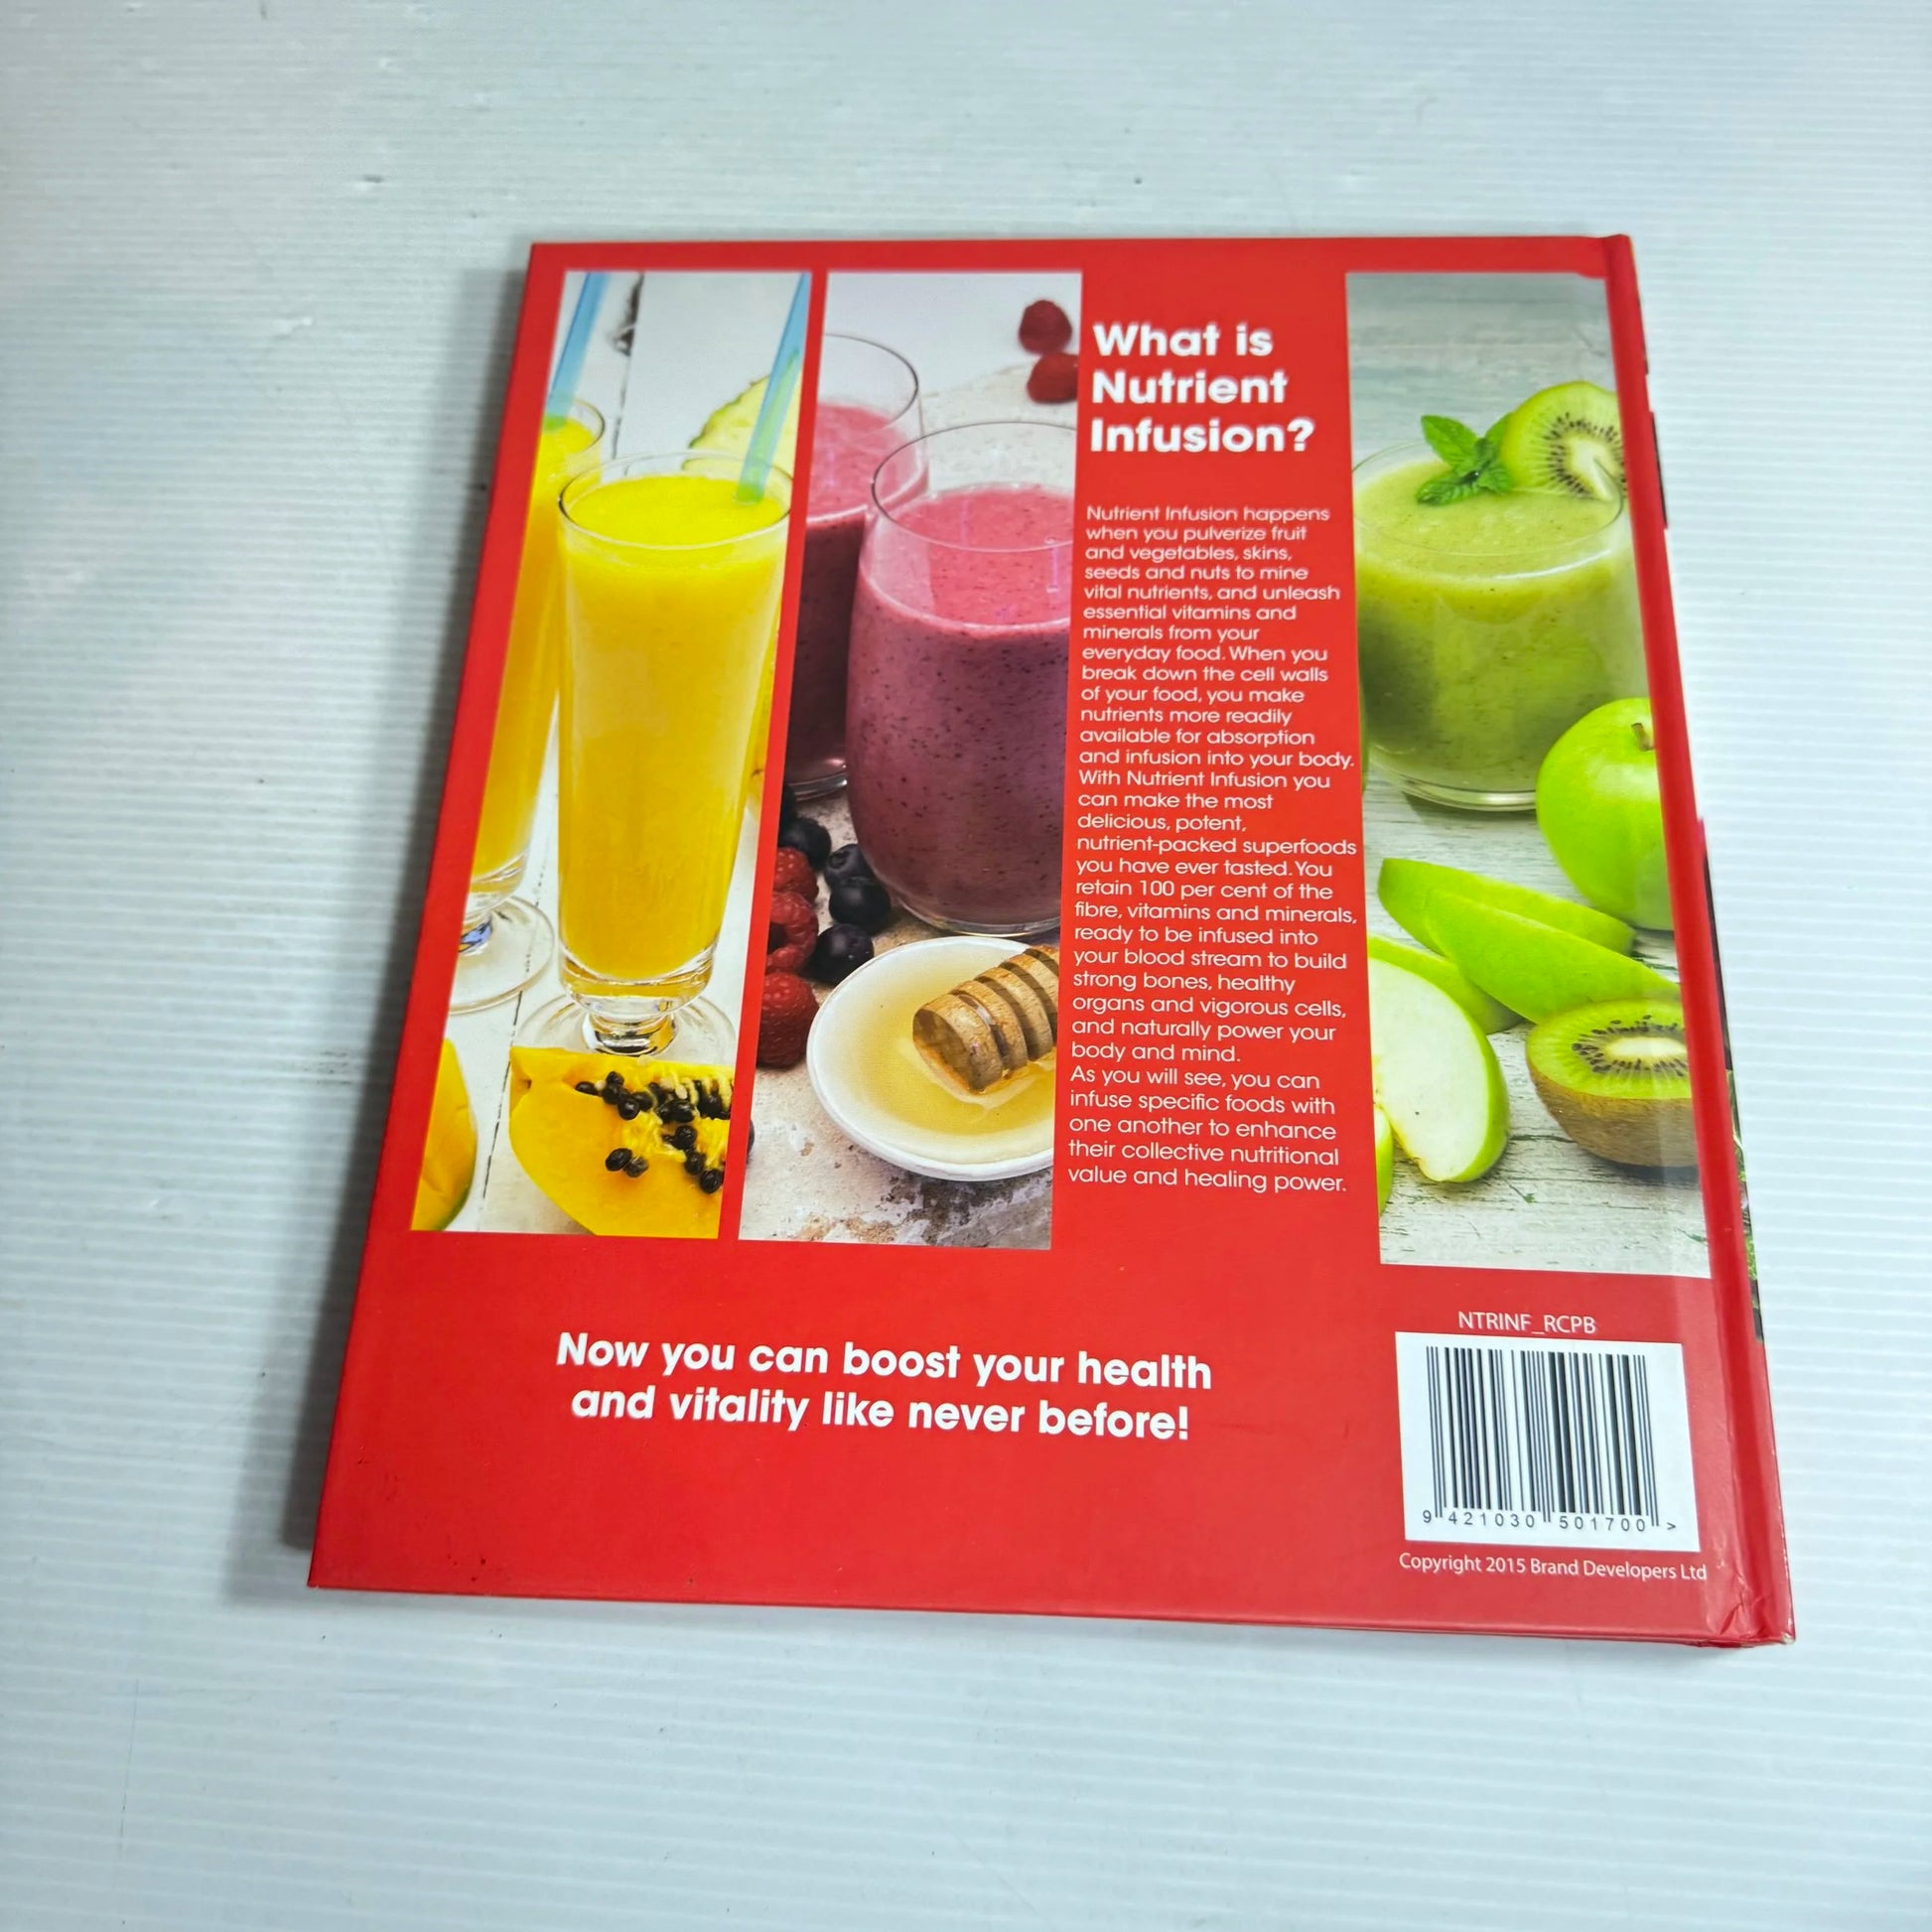 What is
Nutrient
Infusion?
Nutrient Infusion happens
when you pulverize fruit
and vegetables, skins,
seeds and nuts to mine
vital nutrients, and unleash
essential vitamins and
minerals from your
everyday food. When you
break down the cell walls
of your food, you make
nutrients more readily
available for absorption
and infusion into your body.
With Nutrient Infusion you
can make the most
delicious, potent,
nutrient-packed superfoods
you have ever tasted. You
retain 100 per cent of the
fibre, vitamins and minerals,
ready to be infused into
your blood stream to build
strong bones, healthy
organs and vigorous cells,
and naturally power your
body and mind.
As you will see, you can
infuse specific foods with
one another to enhance
their collective nutritional
value and healing power.
Now you can boost your health
and vitality like never before!
NTRINF_RCPB
9 421030 501700 >
Copyright 2015 Brand Developers Ltd